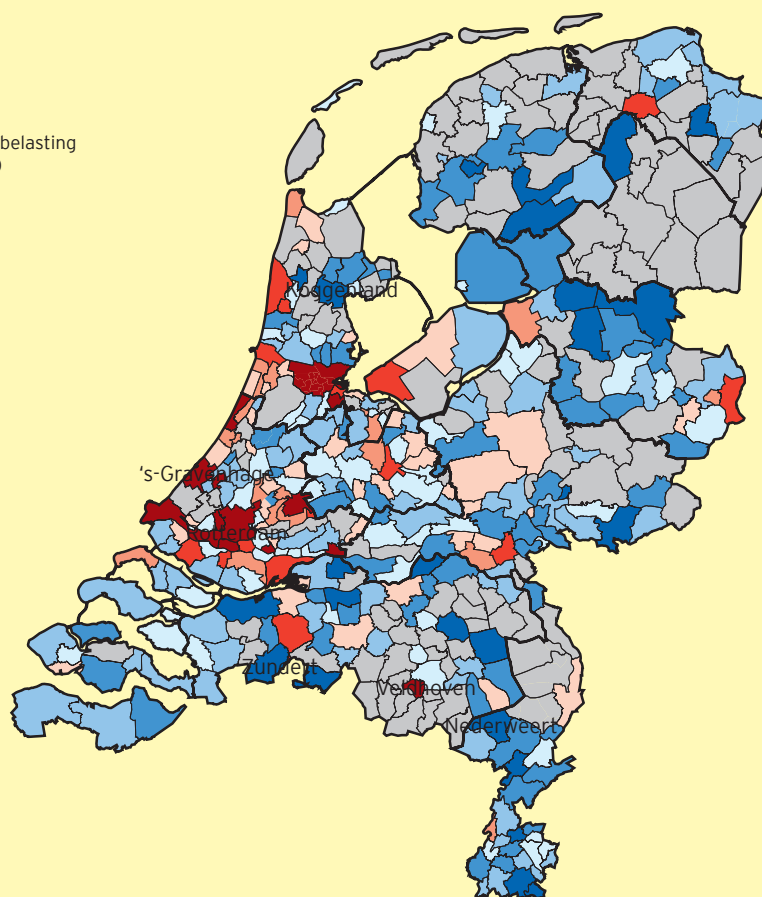 belasting
)
Koggenland
's-Gravenhage
Rotterdam
Zundert
Veldhoven
Nederweert